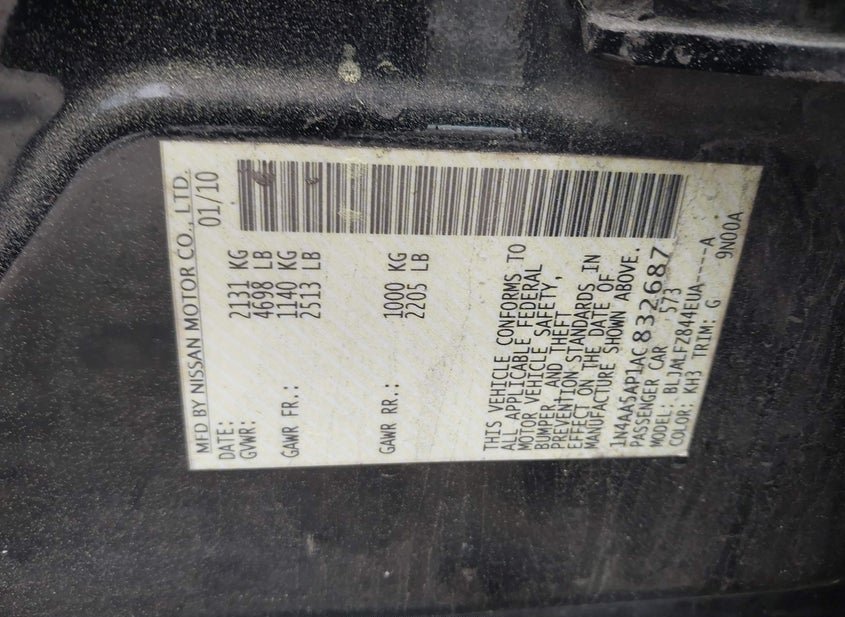 MFD BY NISSAN MOTOR CO., LTD.
DATE: 01/10
GVWR: 2131 KG
4698 LB
GAWR FR.: 1140 KG
2513 LB
GAWR RR.: 1000 KG
2205 LB
THIS VEHICLE CONFORMS TO
ALL APPLICABLE FEDERAL
MOTOR VEHICLE SAFETY,
BUMPER, AND THEFT
PREVENTION STANDARDS IN
EFFECT ON THE DATE OF
MANUFACTURE SHOWN ABOVE.
1N4AA5AP1AC832687
PASSENGER CAR 573
MODEL: BLJALFZ844EUA----A
COLOR: KH3 TRIM: G 9N00A